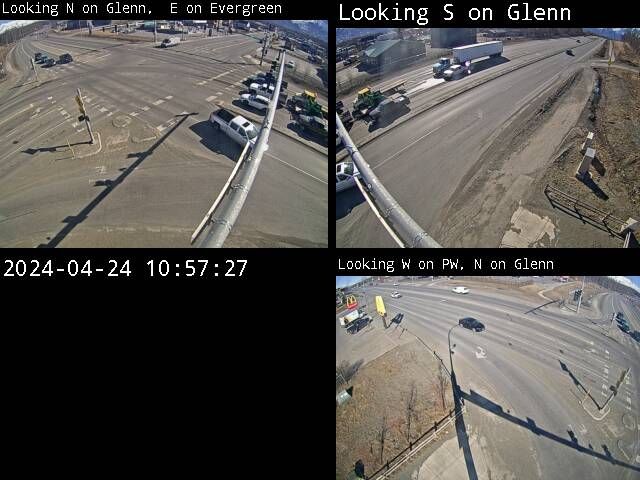 Looking N on Glenn,  E on Evergreen
Looking S on Glenn
2024-04-24 10:57:27
Looking W on PW, N on Glenn